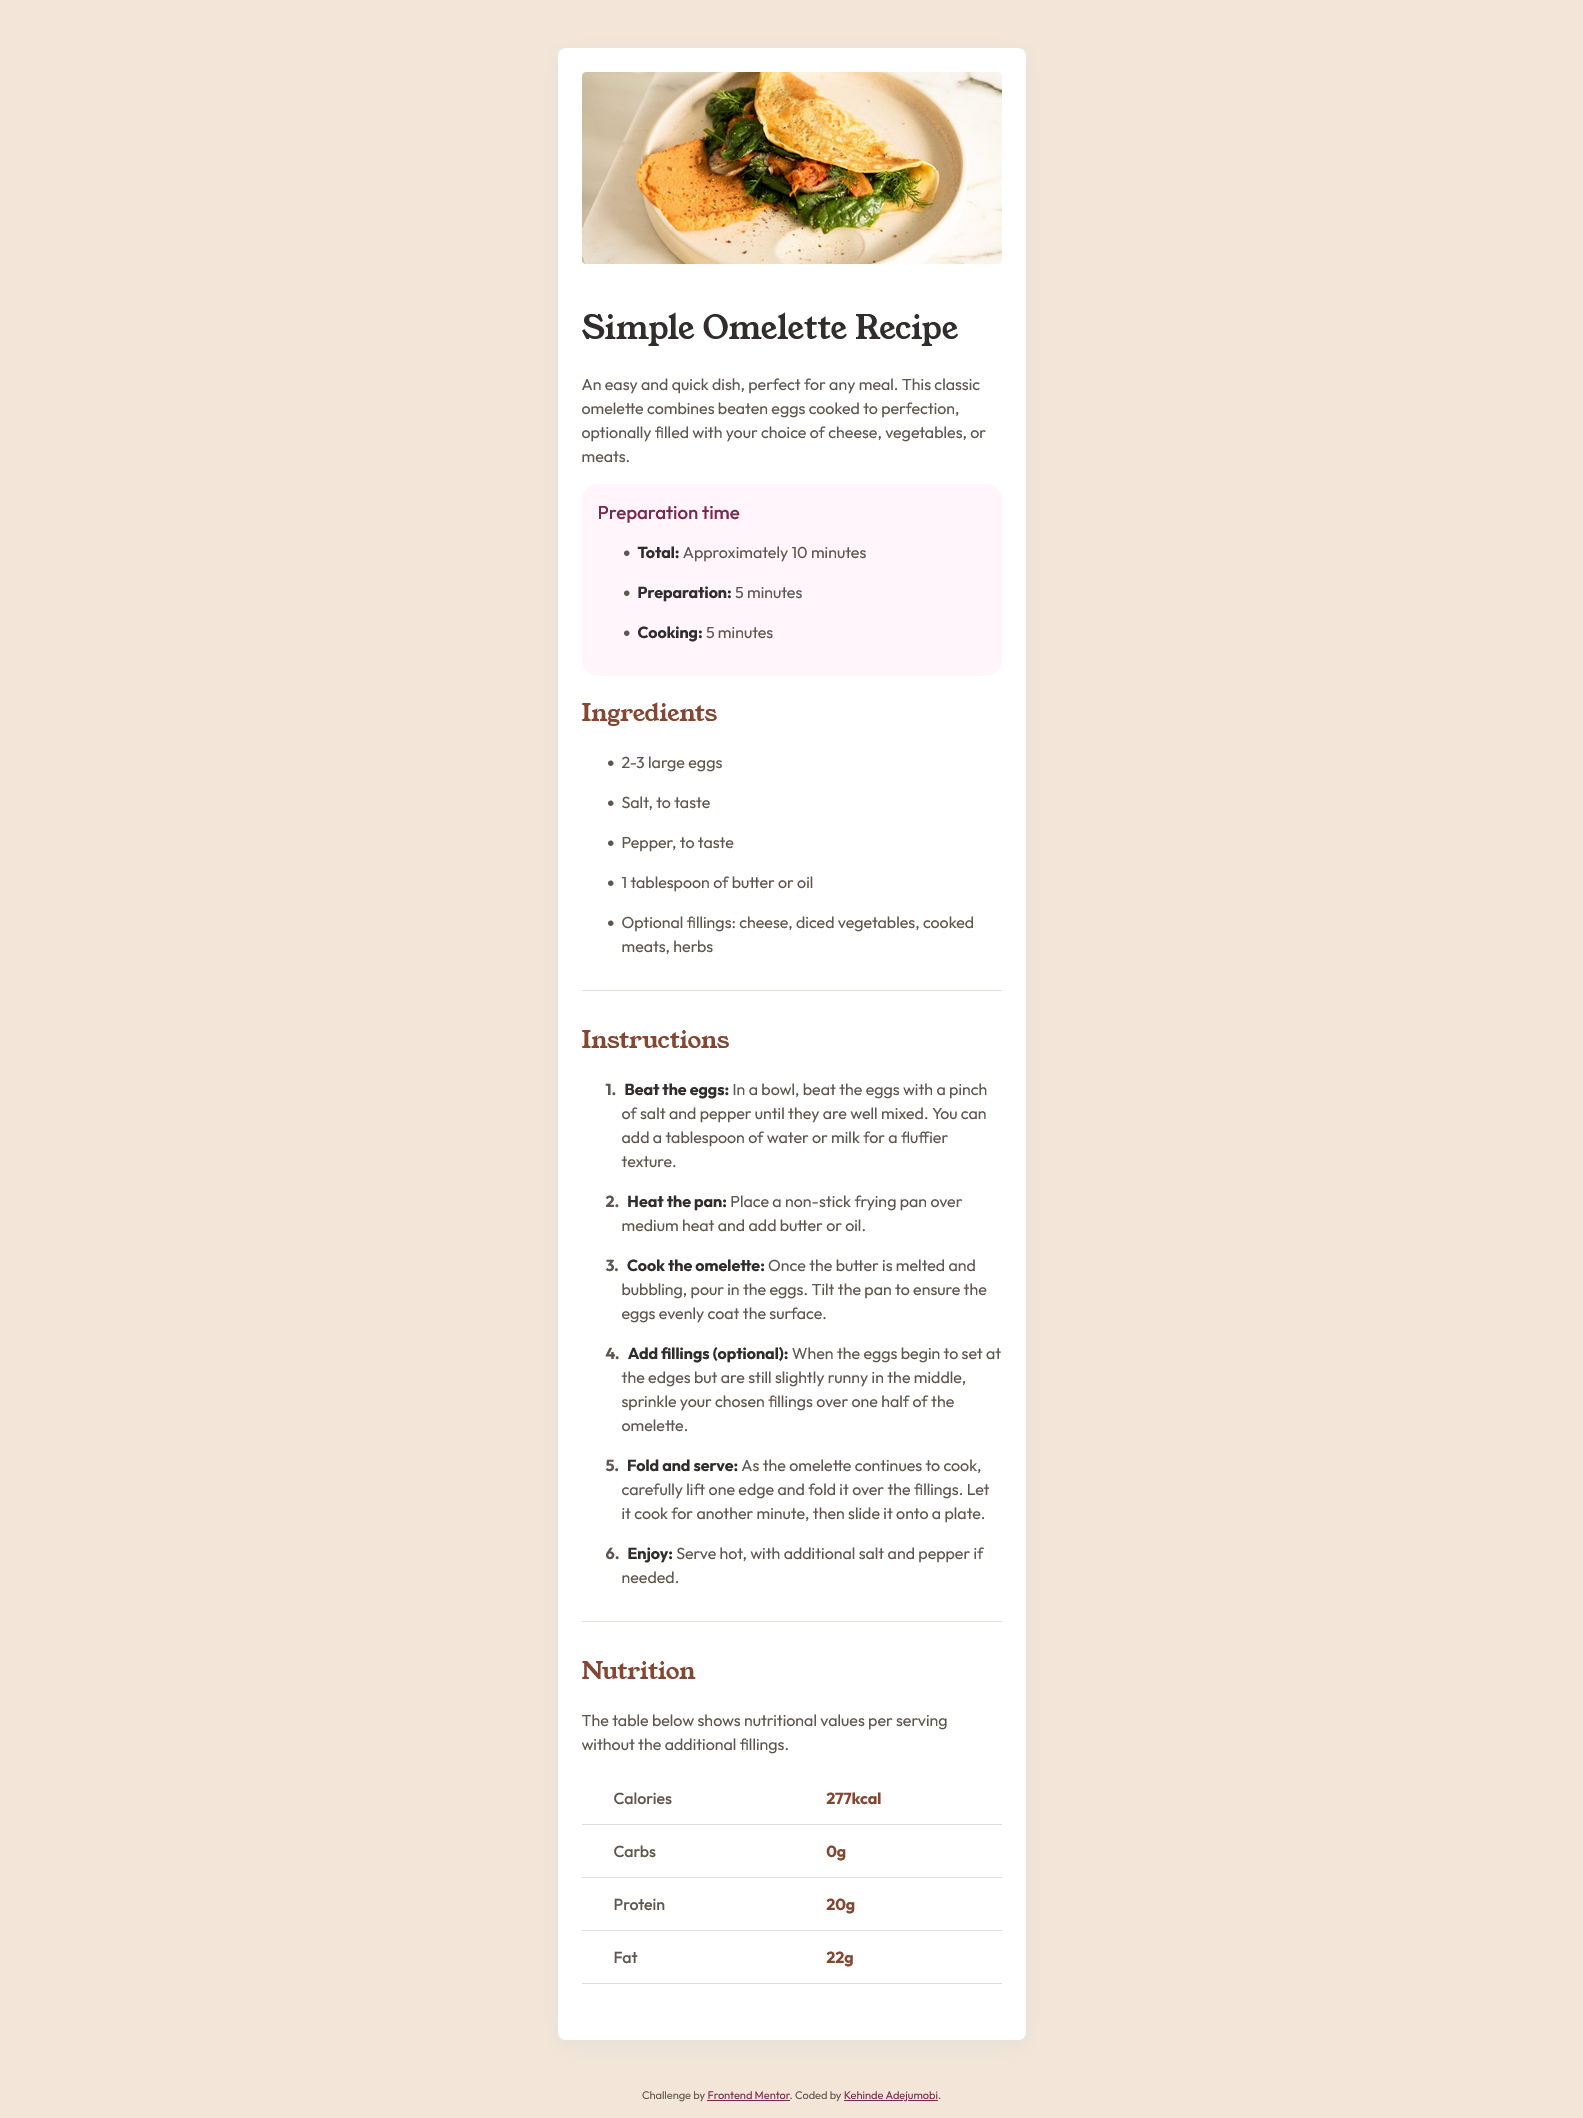 Simple Omelette Recipe
An easy and quick dish, perfect for any meal. This classic
omelette combines beaten eggs cooked to perfection,
optionally filled with your choice of cheese, vegetables, or
meats.
Preparation time
• Total: Approximately 10 minutes
• Preparation: 5 minutes
• Cooking: 5 minutes
Ingredients
• 2-3 large eggs
• Salt, to taste
• Pepper, to taste
• 1 tablespoon of butter or oil
• Optional fillings: cheese, diced vegetables, cooked
meats, herbs
Instructions
1. Beat the eggs: In a bowl, beat the eggs with a pinch
of salt and pepper until they are well mixed. You can
add a tablespoon of water or milk for a fluffier
texture.
2. Heat the pan: Place a non-stick frying pan over
medium heat and add butter or oil.
3. Cook the omelette: Once the butter is melted and
bubbling, pour in the eggs. Tilt the pan to ensure the
eggs evenly coat the surface.
4. Add fillings (optional): When the eggs begin to set at
the edges but are still slightly runny in the middle,
sprinkle your chosen fillings over one half of the
omelette.
5. Fold and serve: As the omelette continues to cook,
carefully lift one edge and fold it over the fillings. Let
it cook for another minute, then slide it onto a plate.
6. Enjoy: Serve hot, with additional salt and pepper if
needed.
Nutrition
The table below shows nutritional values per serving
without the additional fillings.
Calories 277kcal
Carbs 0g
Protein 20g
Fat 22g
Challenge by Frontend Mentor. Coded by Kehinde Adejumobi.